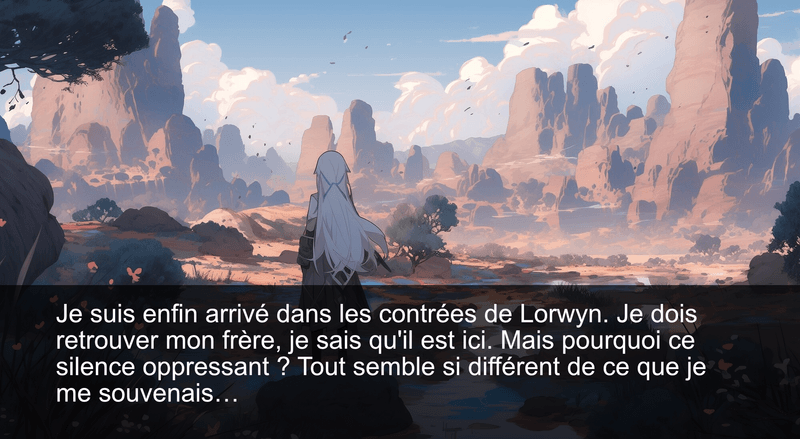 Je suis enfin arrivé dans les contrées de Lorwyn. Je dois
retrouver mon frère, je sais qu'il est ici. Mais pourquoi ce
silence oppressant ? Tout semble si différent de ce que je
me souvenais…